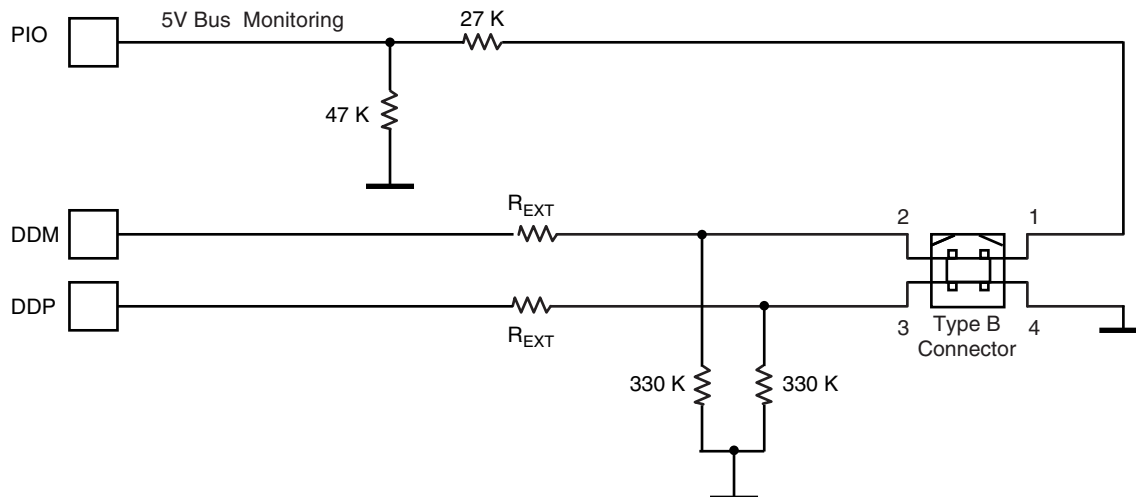 PIO
5V Bus Monitoring
27 K
47 K
DDM
R_EXT
2
1
DDP
R_EXT
3
Type B
Connector
4
330 K
330 K